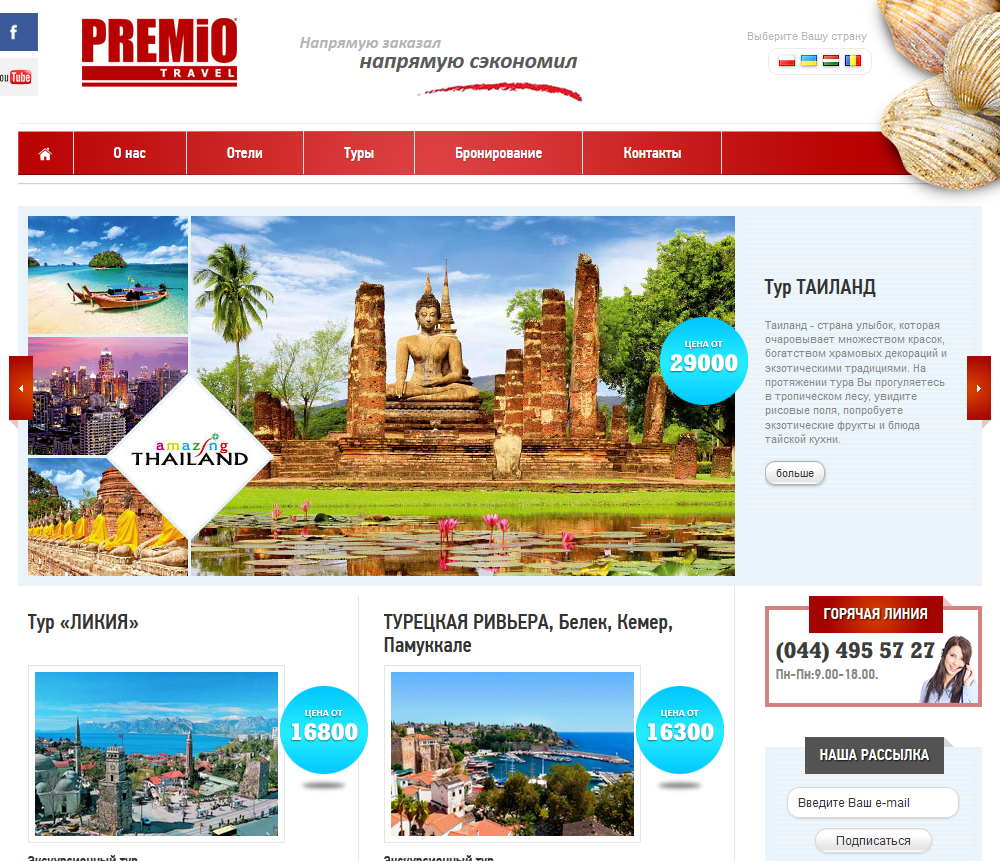 f
PREMiO
TRAVEL
Напрямую заказал
напрямую сэкономил
Выберите Вашу страну
ou Tube
О нас
Отели
Туры
Бронирование
Контакты
Тур ТАИЛАНД
Таиланд - страна улыбок, которая
очаровывает множеством красок,
богатством храмовых декораций и
экзотическими традициями. На
протяжении тура Вы прогуляетесь
в тропическом лесу, увидите
рисовые поля, попробуете
экзотические фрукты и блюда
тайской кухни.
больше
ЦЕНА ОТ
29000
amazing
THAILAND
Тур «ЛИКИЯ»
ЦЕНА ОТ
16800
Экскурсионный тур
ТУРЕЦКАЯ РИВЬЕРА, Белек, Кемер,
Памуккале
ЦЕНА ОТ
16300
Экскурсионный тур
ГОРЯЧАЯ ЛИНИЯ
(044) 495 57 27
Пн-Пн:9.00-18.00.
НАША РАССЫЛКА
Введите Ваш e-mail
Подписаться